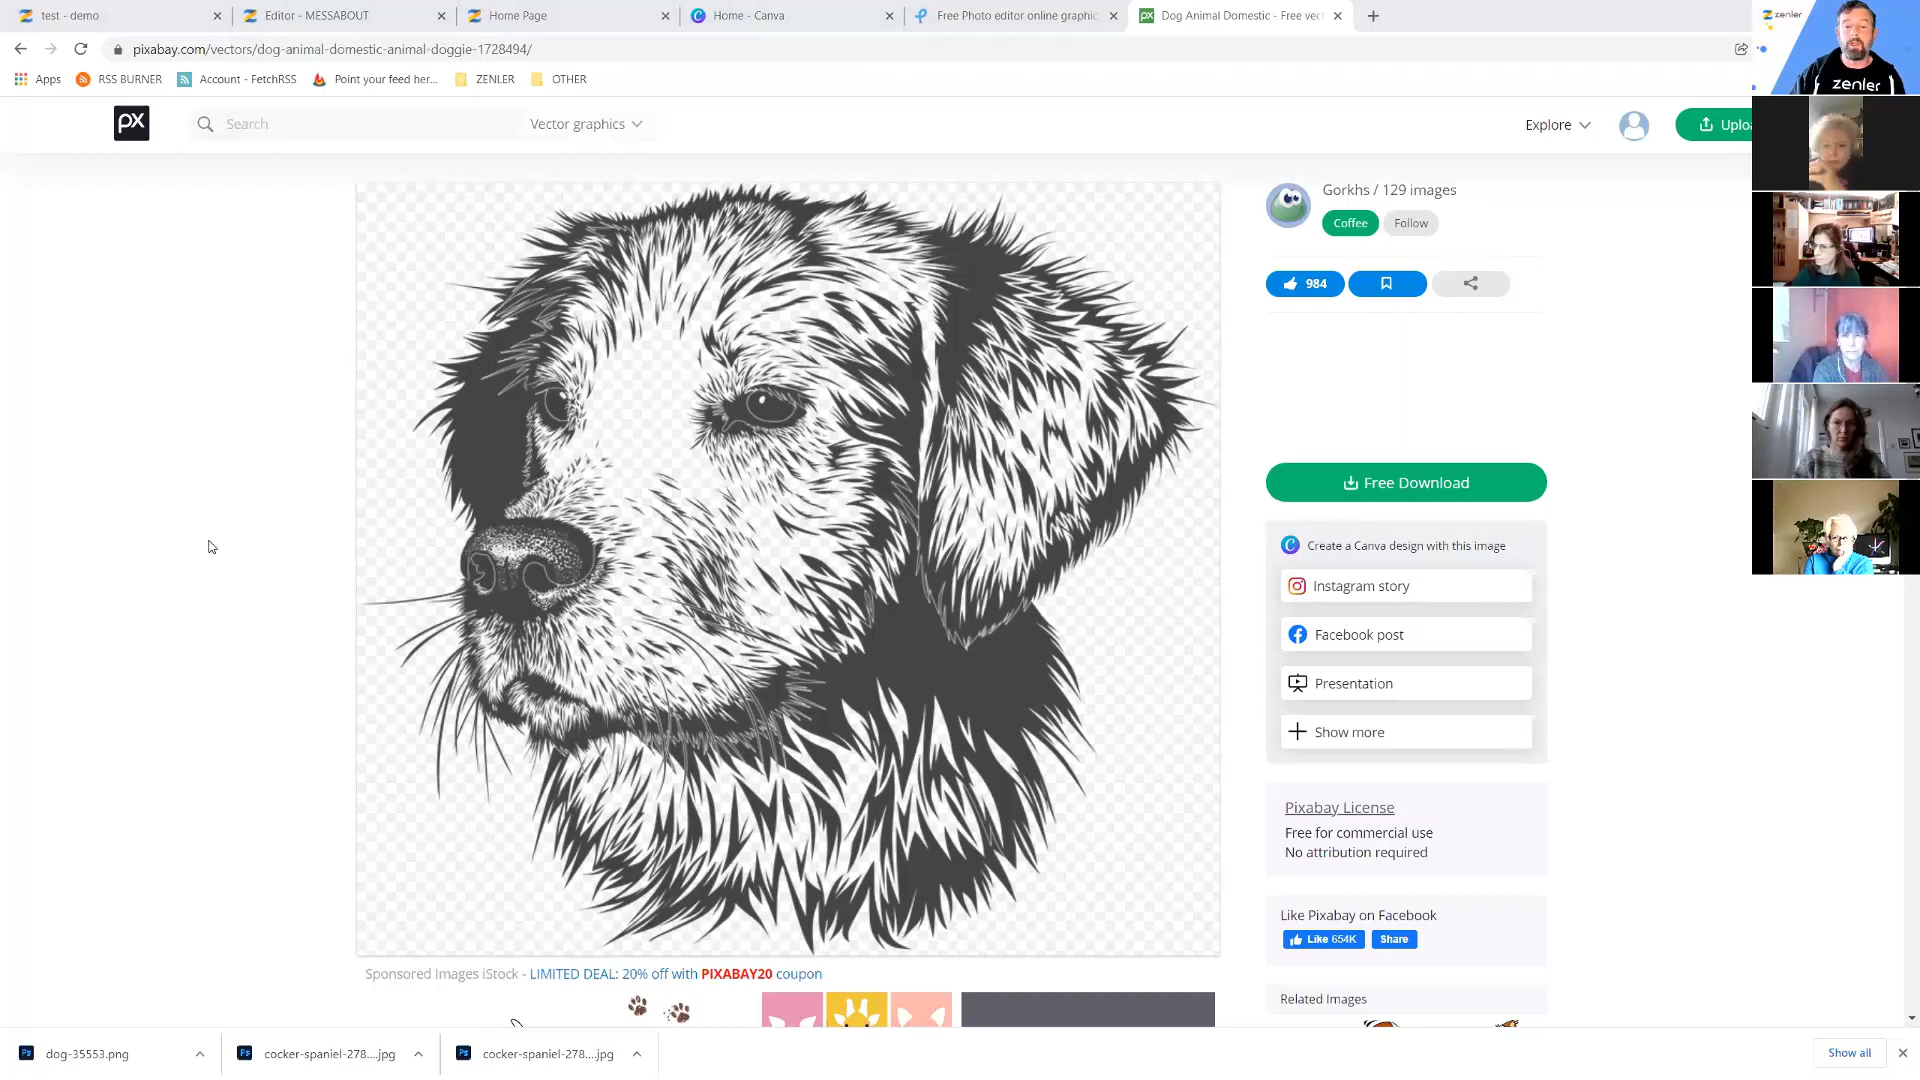 test - demo
Editor - MESSABOUT
Home Page
Home - Canva
Free Photo editor online graphic
Dog Animal Domestic - Free vec
pixabay.com/vectors/dog-animal-domestic-animal-doggie-1728494/
Apps
RSS BURNER
Account - FetchRSS
Point your feed her...
ZENLER
OTHER
zenler
zenler
px
Search
Vector graphics
Explore
Uplo
Gorkhs / 129 images
Coffee
Follow
984
Free Download
Create a Canva design with this image
Instagram story
Facebook post
Presentation
Show more
Pixabay License
Free for commercial use
No attribution required
Like Pixabay on Facebook
Like 654K
Share
Sponsored Images iStock - LIMITED DEAL: 20% off with PIXABAY20 coupon
Related Images
dog-35553.png
cocker-spaniel-278....jpg
cocker-spaniel-278....jpg
Show all